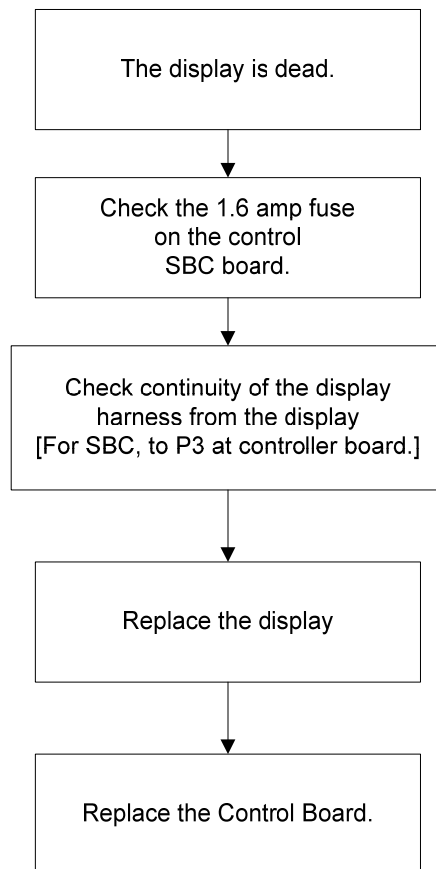 The display is dead.
Check the 1.6 amp fuse
on the control
SBC board.
Check continuity of the display
harness from the display
[For SBC, to P3 at controller board.]
Replace the display
Replace the Control Board.